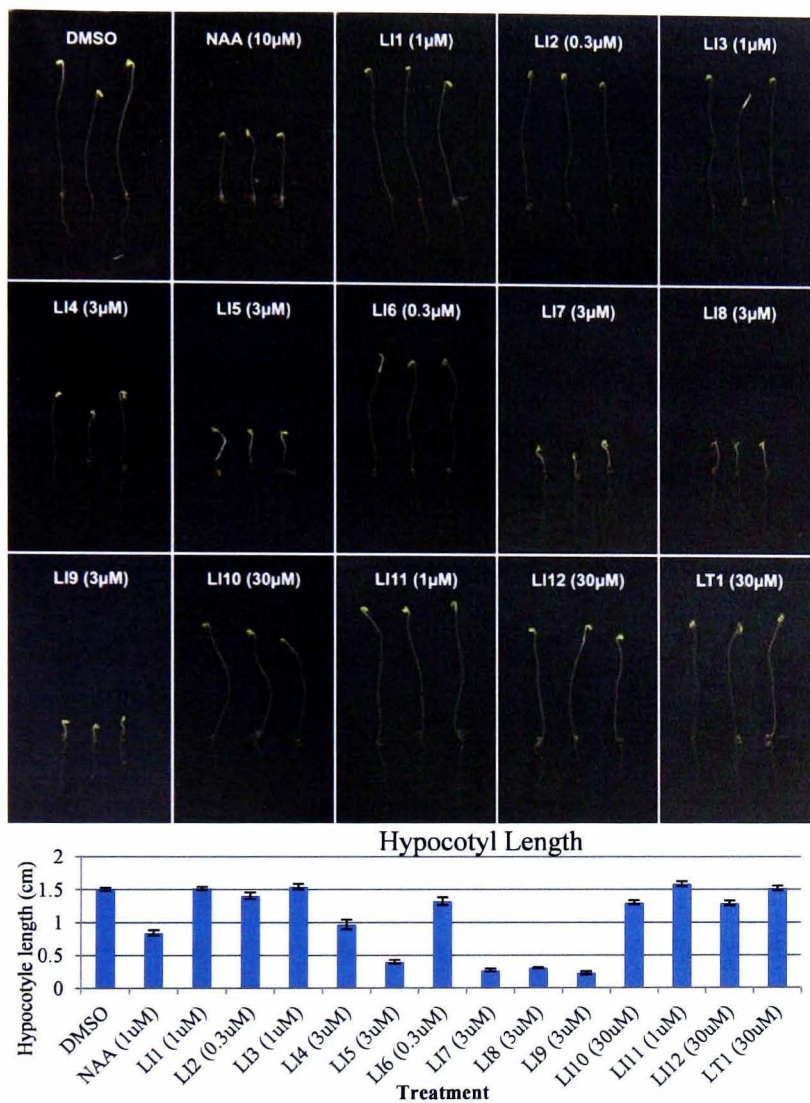 DMSO NAA (10µM) LI1 (1µM) LI2 (0.3µM) LI3 (1µM)
LI4 (3µM) LI5 (3µM) LI6 (0.3µM) LI7 (3µM) LI8 (3µM)
LI9 (3µM) LI10 (30µM) LI11 (1µM) LI12 (30µM) LT1 (30µM)
Hypocotyl Length
Hypocotyle length (cm)
2
1.5
1
0.5
0
DMSO
NAA (1uM)
LI1 (1uM)
LI2 (0.3uM)
LI3 (1uM)
LI4 (3uM)
LI5 (3uM)
LI6 (0.3uM)
LI7 (3uM)
LI8 (3uM)
LI9 (3uM)
LI10 (30uM)
LI11 (1uM)
LI12 (30uM)
LT1 (30uM)
Treatment